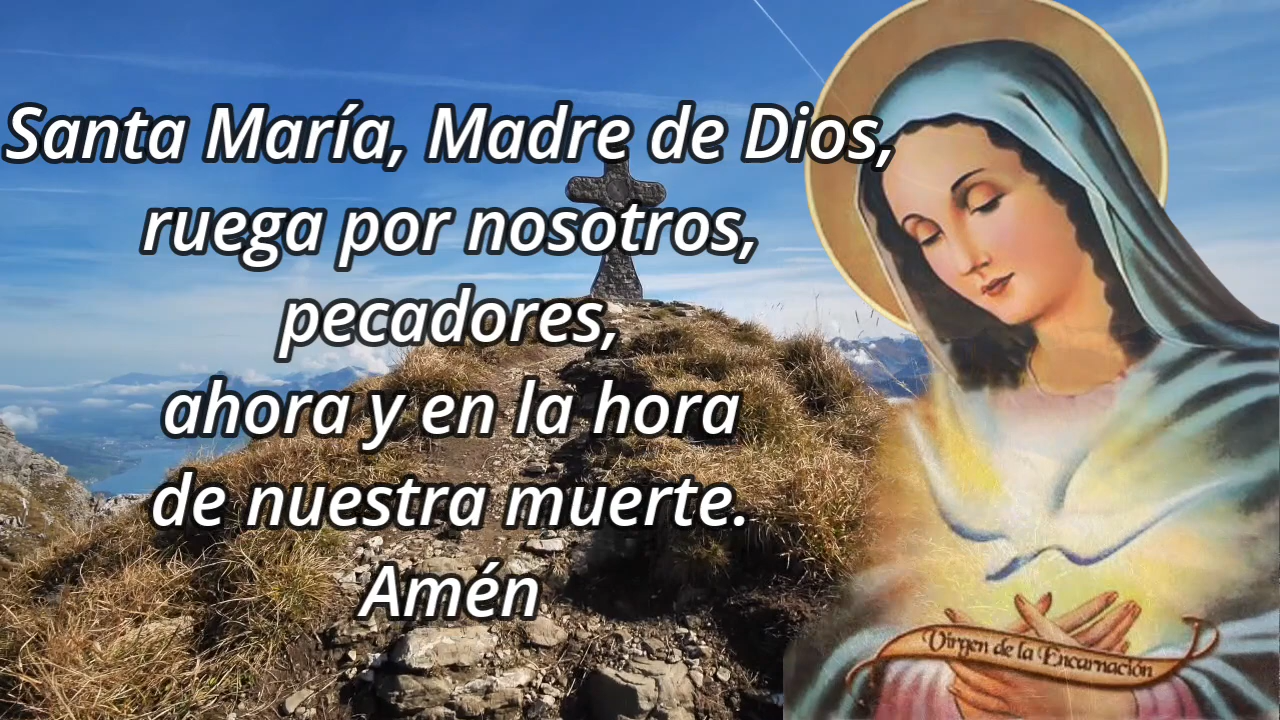 Santa María, Madre de Dios,
ruega por nosotros,
pecadores,
ahora y en la hora
de nuestra muerte.
Amén
Virgen de la Encarnación